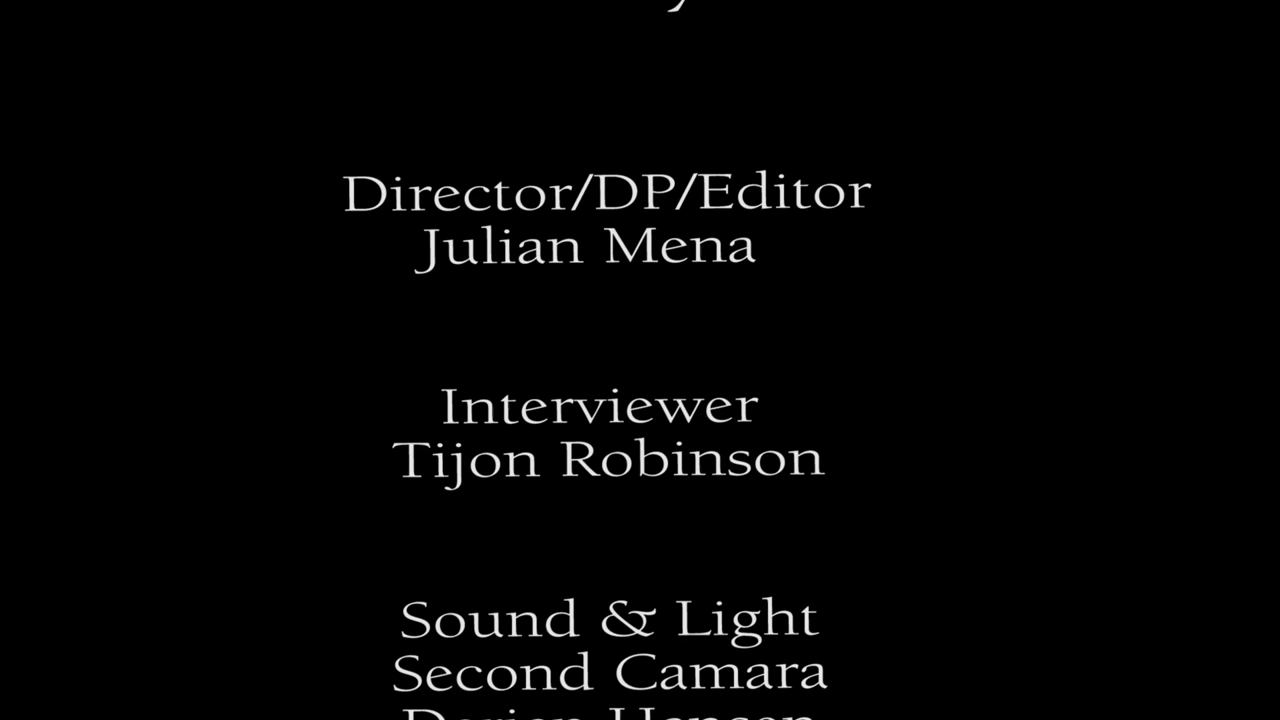 Director/DP/Editor
Julian Mena
Interviewer
Tijon Robinson
Sound & Light
Second Camara